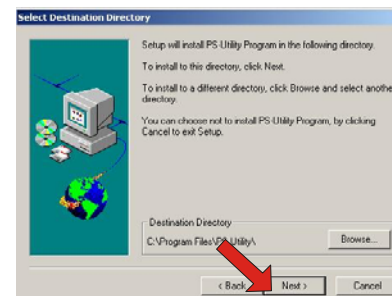 Select Destination Directory
Setup will install PS-Utility Program in the following directory.
To install to this directory, click Next.
To install to a different directory, click Browse and select anothe
directory.
You can choose not to install PS-Utility Program, by clicking
Cancel to exit Setup.
Destination Directory
C:\Program Files\PS-Utility\
Browse...
< Back
Next >
Cancel